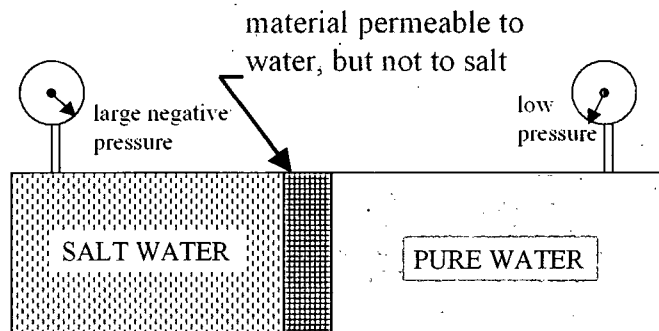 material permeable to
water, but not to salt
large negative
pressure
low
pressure
SALT WATER
PURE WATER